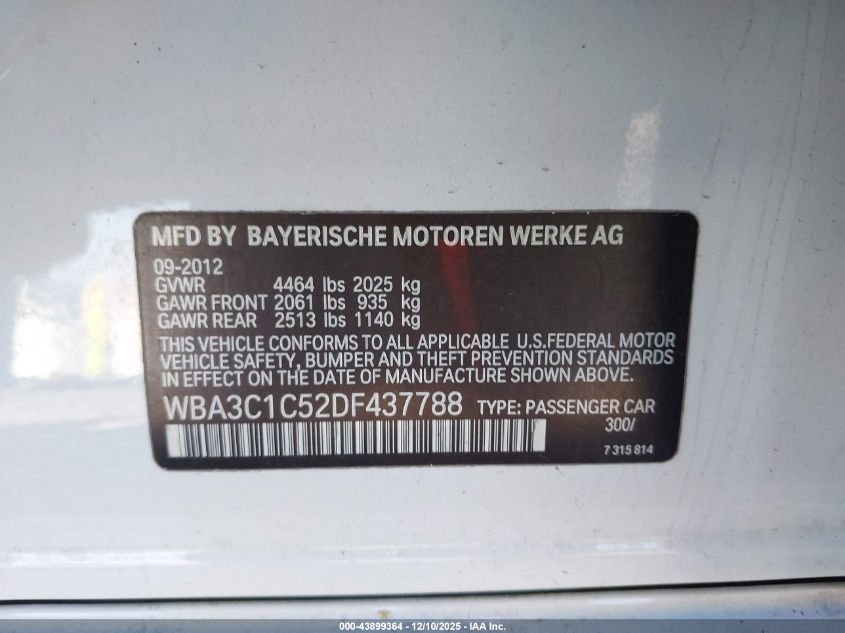 MFD BY BAYERISCHE MOTOREN WERKE AG
09-2012
GVWR 4464 lbs 2025 kg
GAWR FRONT 2061 lbs 935 kg
GAWR REAR 2513 lbs 1140 kg
THIS VEHICLE CONFORMS TO ALL APPLICABLE U.S.FEDERAL MOTOR
VEHICLE SAFETY, BUMPER AND THEFT PREVENTION STANDARDS
IN EFFECT ON THE DATE OF MANUFACTURE SHOWN ABOVE.
WBA3C1C52DF437788 TYPE: PASSENGER CAR
300/
7 315 814
000-43899364 - 12/10/2025 - IAA Inc.